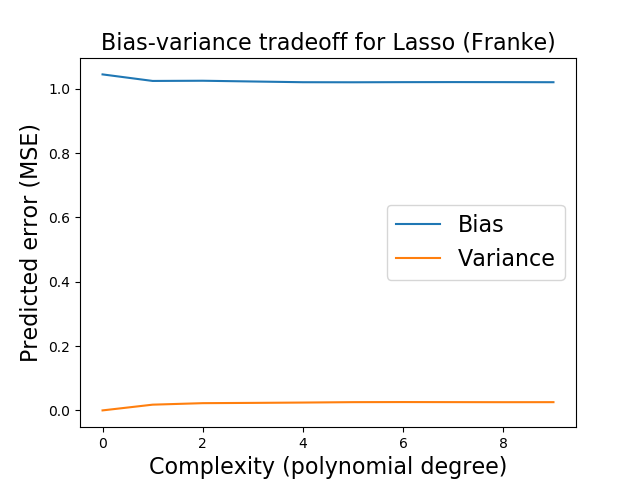 Bias-variance tradeoff for Lasso (Franke)
Predicted error (MSE)
1.0
0.8
0.6
0.4
0.2
0.0
Bias
Variance
0 2 4 6 8
Complexity (polynomial degree)